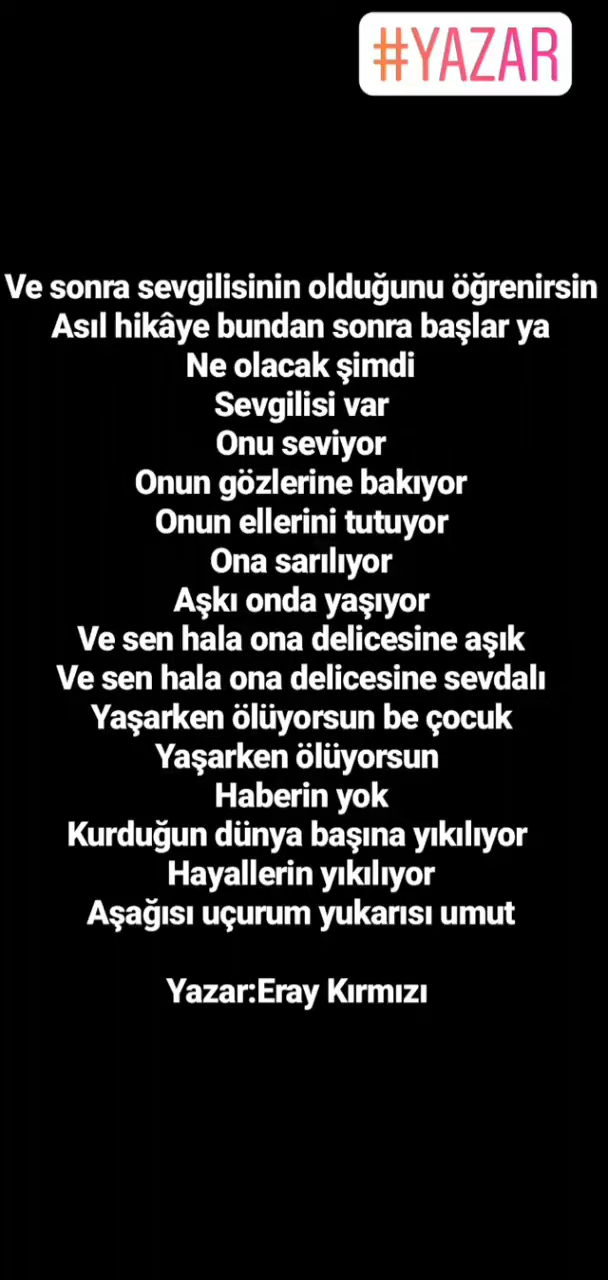 #YAZAR
Ve sonra sevgilisinin olduğunu öğrenirsin
Asıl hikâye bundan sonra başlar ya
Ne olacak şimdi
Sevgilisi var
Onu seviyor
Onun gözlerine bakıyor
Onun ellerini tutuyor
Ona sarılıyor
Aşkı onda yaşıyor
Ve sen hala ona delicesine aşık
Ve sen hala ona delicesine sevdalı
Yaşarken ölüyorsun be çocuk
Yaşarken ölüyorsun
Haberin yok
Kurduğun dünya başına yıkılıyor
Hayallerin yıkılıyor
Aşağısı uçurum yukarısı umut
Yazar:Eray Kırmızı